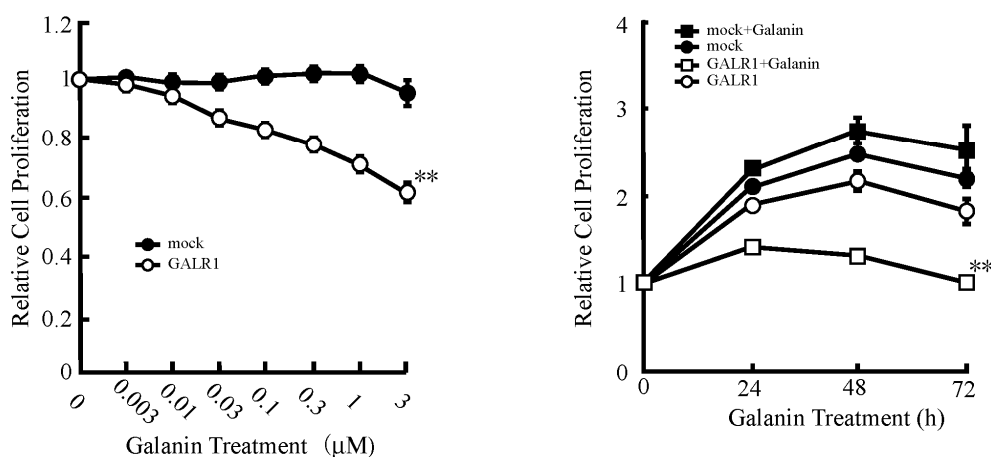 Relative Cell Proliferation
1.2
1
0.8
0.6
0.4
0.2
0
**
mock
GALR1
0 0.003 0.01 0.03 0.1 0.3 1 3
Galanin Treatment (μM)
Relative Cell Proliferation
4
3
2
1
0
mock+Galanin
mock
GALR1+Galanin
GALR1
**
0 24 48 72
Galanin Treatment (h)